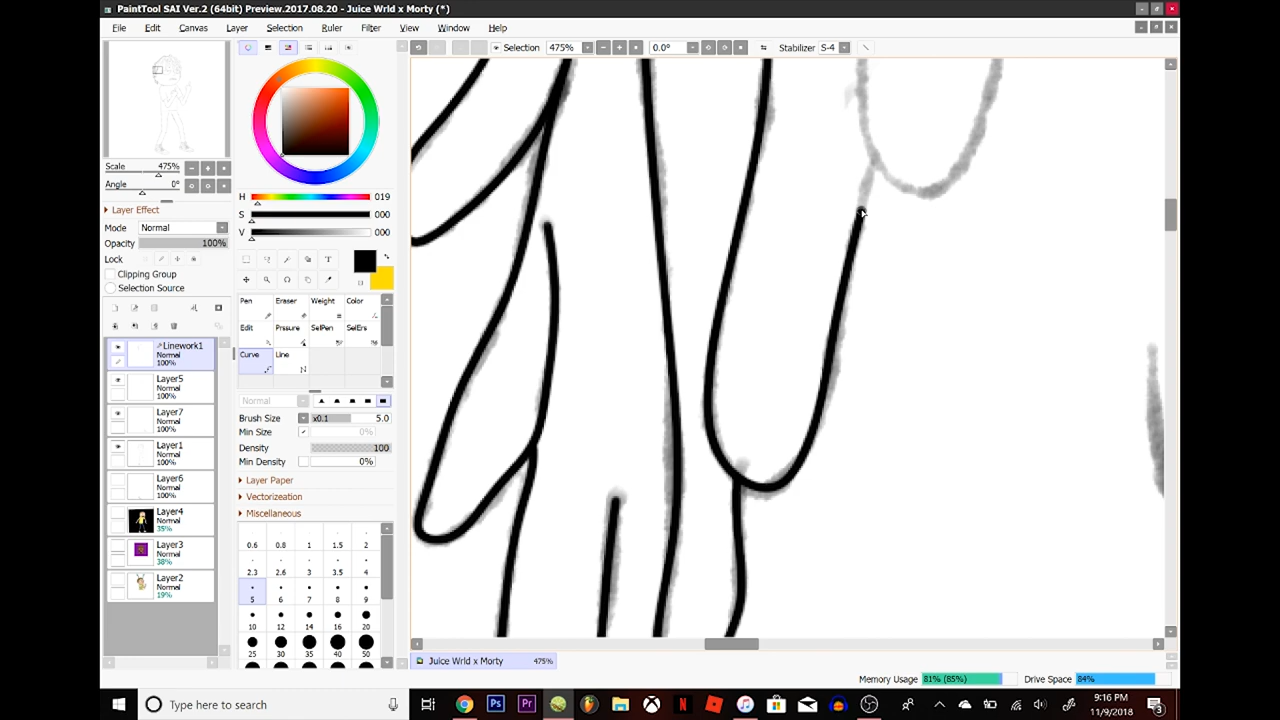 PaintTool SAI Ver.2 (64bit) Preview.2017.08.20 - Juice Wrld x Morty (*)
File Edit Canvas Layer Selection Ruler Filter View Window Help
Selection 475% 0.0° Stabilizer S-4
Scale 475%
Angle 0°
Layer Effect
Mode Normal
Opacity 100%
Lock
Clipping Group
Selection Source
Linework1
Normal
100%
Layer5
Normal
100%
Layer7
Normal
100%
Layer1
Normal
100%
Layer6
Normal
100%
Layer4
Normal
35%
Layer3
Normal
38%
Layer2
Normal
19%
H 019
S 000
V 000
T
Pen Eraser Weight Color
Edit Prssure SelPen SelErs
Curve Line
Normal
Brush Size x0.1 5.0
Min Size 0%
Density 100
Min Density 0%
Layer Paper
Vectorization
Miscellaneous
0.6 0.8 1 1.5 2
2.3 2.6 3 3.5 4
5 6 7 8 9
10 12 14 16 20
25 30 35 40 50
Juice Wrld x Morty 475%
Memory Usage 81% (85%) Drive Space 84%
Type here to search
Ps Pr N
9:16 PM
11/9/2018
3